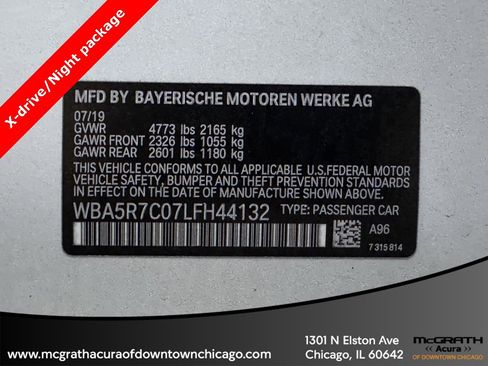 X-drive/Night package
MFD BY BAYERISCHE MOTOREN WERKE AG
07/19
GVWR 4773 lbs 2165 kg
GAWR FRONT 2326 lbs 1055 kg
GAWR REAR 2601 lbs 1180 kg
THIS VEHICLE CONFORMS TO ALL APPLICABLE U.S.FEDERAL MOTOR
VEHICLE SAFETY, BUMPER, AND THEFT PREVENTION STANDARDS IN
EFFECT ON THE DATE OF MANUFACTURE SHOWN ABOVE.
WBA5R7C07LFH44132 TYPE: PASSENGER CAR
A96
7 315 814
www.mcgrathacuraofdowntownchicago.com/
1301 N Elston Ave
Chicago, IL 60642
McGRATH
Acura
OF DOWNTOWN CHICAGO